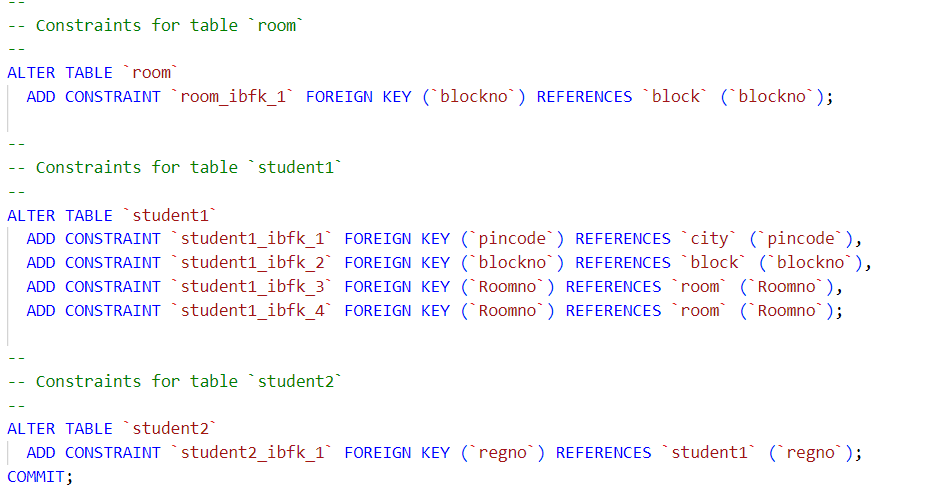 --
-- Constraints for table `room`
--
ALTER TABLE `room`
  ADD CONSTRAINT `room_ibfk_1` FOREIGN KEY (`blockno`) REFERENCES `block` (`blockno`);

--
-- Constraints for table `student1`
--
ALTER TABLE `student1`
  ADD CONSTRAINT `student1_ibfk_1` FOREIGN KEY (`pincode`) REFERENCES `city` (`pincode`),
  ADD CONSTRAINT `student1_ibfk_2` FOREIGN KEY (`blockno`) REFERENCES `block` (`blockno`),
  ADD CONSTRAINT `student1_ibfk_3` FOREIGN KEY (`Roomno`) REFERENCES `room` (`Roomno`),
  ADD CONSTRAINT `student1_ibfk_4` FOREIGN KEY (`Roomno`) REFERENCES `room` (`Roomno`);

--
-- Constraints for table `student2`
--
ALTER TABLE `student2`
  ADD CONSTRAINT `student2_ibfk_1` FOREIGN KEY (`regno`) REFERENCES `student1` (`regno`);
COMMIT;